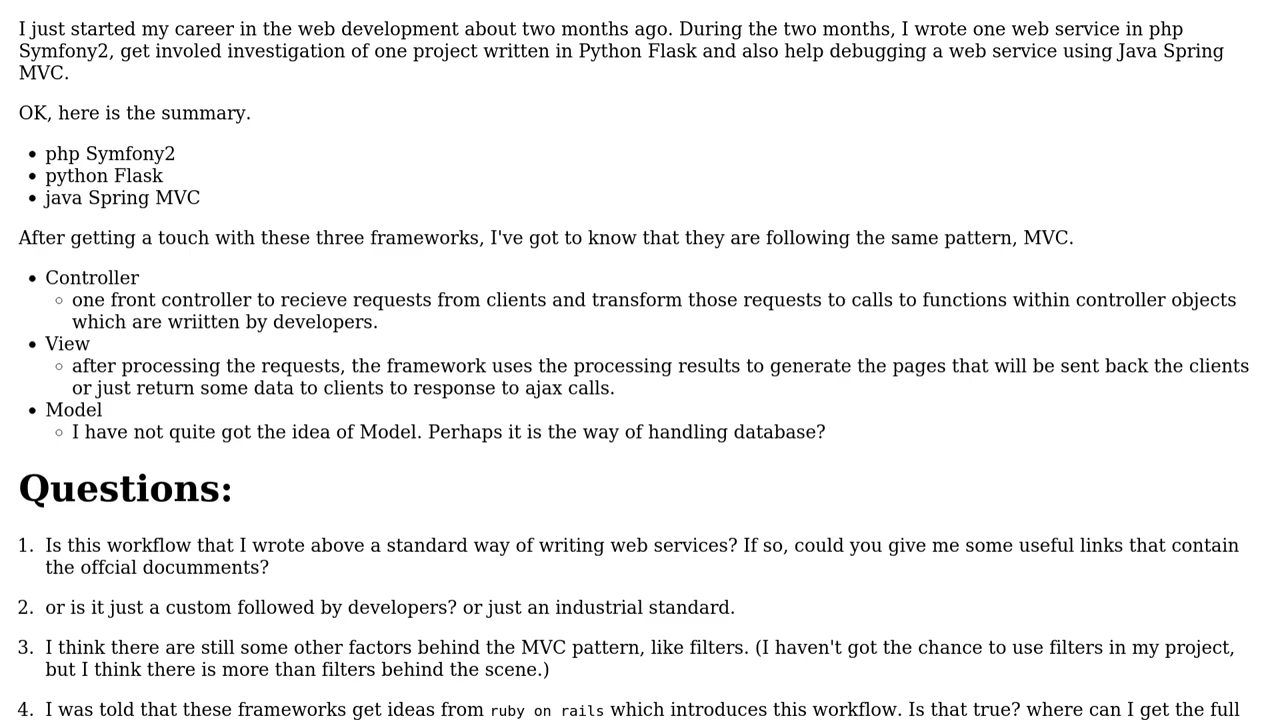 I just started my career in the web development about two months ago. During the two months, I wrote one web service in php
Symfony2, get involed investigation of one project written in Python Flask and also help debugging a web service using Java Spring
MVC.
OK, here is the summary.
• php Symfony2
• python Flask
• java Spring MVC
After getting a touch with these three frameworks, I've got to know that they are following the same pattern, MVC.
• Controller
◦ one front controller to recieve requests from clients and transform those requests to calls to functions within controller objects
which are wriitten by developers.
• View
◦ after processing the requests, the framework uses the processing results to generate the pages that will be sent back the clients
or just return some data to clients to response to ajax calls.
• Model
◦ I have not quite got the idea of Model. Perhaps it is the way of handling database?
Questions:
1. Is this workflow that I wrote above a standard way of writing web services? If so, could you give me some useful links that contain
the offcial documments?
2. or is it just a custom followed by developers? or just an industrial standard.
3. I think there are still some other factors behind the MVC pattern, like filters. (I haven't got the chance to use filters in my project,
but I think there is more than filters behind the scene.)
4. I was told that these frameworks get ideas from ruby on rails which introduces this workflow. Is that true? where can I get the full